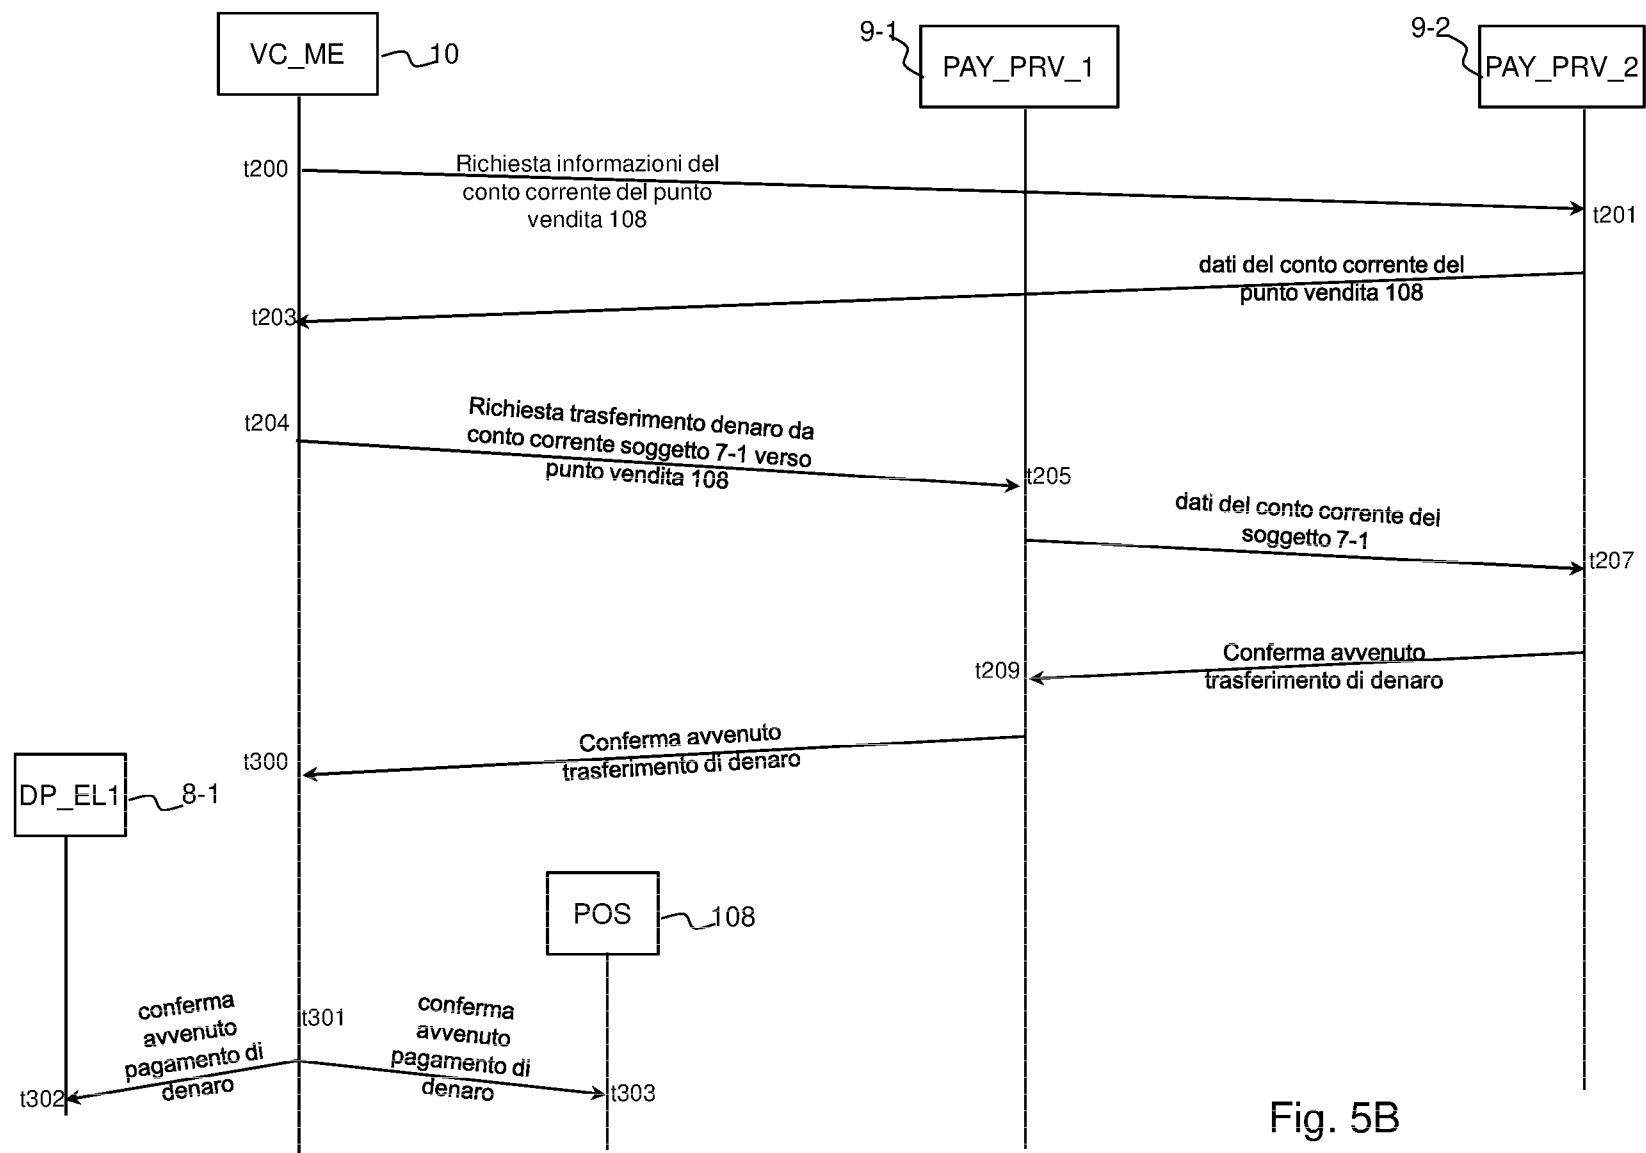 VC_ME
10
9-1
PAY_PRV_1
9-2
PAY_PRV_2
t200
Richiesta informazioni del
conto corrente del punto
vendita 108
t201
dati del conto corrente del
punto vendita 108
t203
t204
Richiesta trasferimento denaro da
conto corrente soggetto 7-1 verso
punto vendita 108
t205
dati del conto corrente del
soggetto 7-1
t207
Conferma avvenuto
trasferimento di denaro
t209
Conferma avvenuto
trasferimento di denaro
t300
DP_EL1
8-1
POS
108
conferma
avvenuto
pagamento di
denaro
t301
conferma
avvenuto
pagamento di
denaro
t302
t303
Fig. 5B